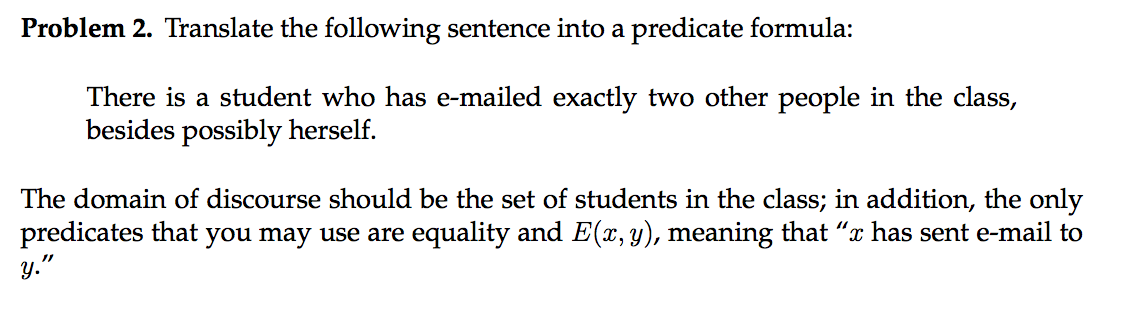 Problem 2. Translate the following sentence into a predicate formula:
There is a student who has e-mailed exactly two other people in the class,
besides possibly herself.
The domain of discourse should be the set of students in the class; in addition, the only
predicates that you may use are equality and E(x, y), meaning that “x has sent e-mail to
y.”